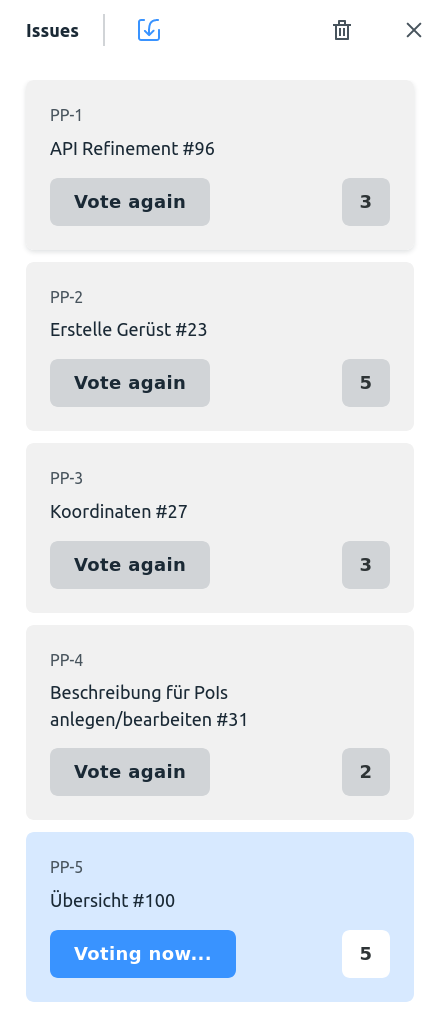 Issues
PP-1
API Refinement #96
Vote again
3
PP-2
Erstelle Gerüst #23
Vote again
5
PP-3
Koordinaten #27
Vote again
3
PP-4
Beschreibung für PoIs
anlegen/bearbeiten #31
Vote again
2
PP-5
Übersicht #100
Voting now...
5